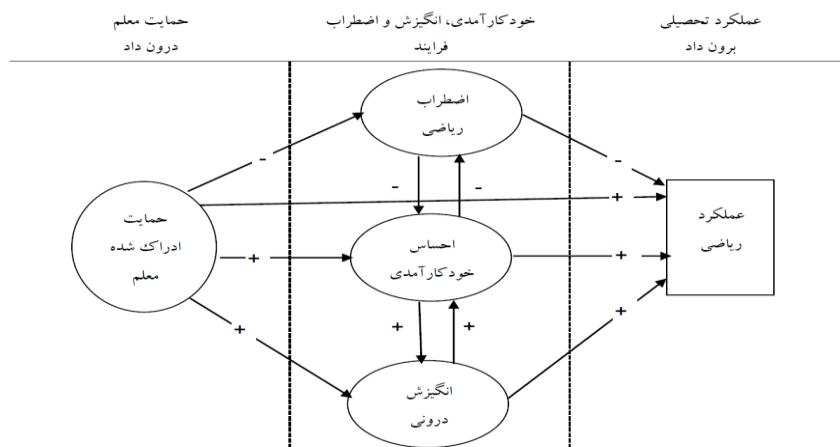 حمایت معلم
درون داد
خودکارآمدی، انگیزش و اضطراب
فرایند
عملکرد تحصیلی
برون داد
اضطراب
ریاضی
-
-
-
-
+
حمایت
ادراک شده
معلم
عملکرد
ریاضی
احساس
خودکارآمدی
+
+
+
+
+
+
انگیزش
درونی